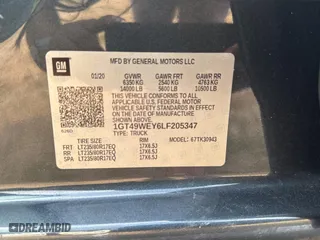 GM
MFD BY GENERAL MOTORS LLC
01/20 GVWR GAWR FRT GAWR RR
6350 KG 2540 KG 4763 KG
14000 LB 5600 LB 10500 LB
THIS VEHICLE CONFORMS TO ALL
APPLICABLE U.S. FEDERAL MOTOR
VEHICLE SAFETY STANDARDS IN
EFFECT ON THE DATE OF
MANUFACTURE SHOWN ABOVE.
1GT49WEY6LF205347
TYPE: TRUCK
MODEL: 67TK30943
TIRE SIZE RIM
FRT LT235/80R17EQ 17X6.5J
RR LT235/80R17EQ 17X6.5J
SPA LT235/80R17EQ 17X6.5J
DREAMBID